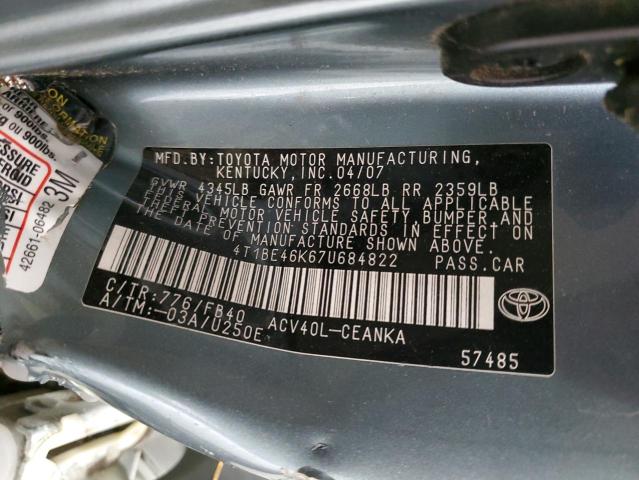 MFD.BY:TOYOTA MOTOR MANUFACTURING,
KENTUCKY,INC.04/07
GVWR 4345LB GAWR FR 2668LB RR 2359LB
THIS VEHICLE CONFORMS TO ALL APPLICABLE
FEDERAL MOTOR VEHICLE SAFETY,BUMPER,AND
THEFT PREVENTION STANDARDS IN EFFECT ON
THE DATE OF MANUFACTURE SHOWN ABOVE.
4T1BE46K67U684822 PASS.CAR
C/TR:776/FB40
A/TM:-03A/U250E
ACV40L-CEANKA
57485
ou 900lbs.
42661-06482
3M